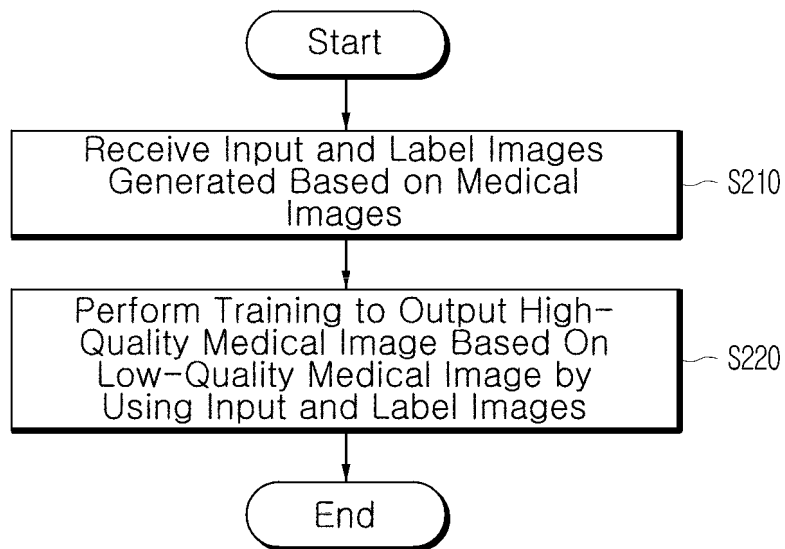 Start
Receive Input and Label Images
Generated Based on Medical
Images
S210
Perform Training to Output High-
Quality Medical Image Based On
Low-Quality Medical Image by
Using Input and Label Images
S220
End